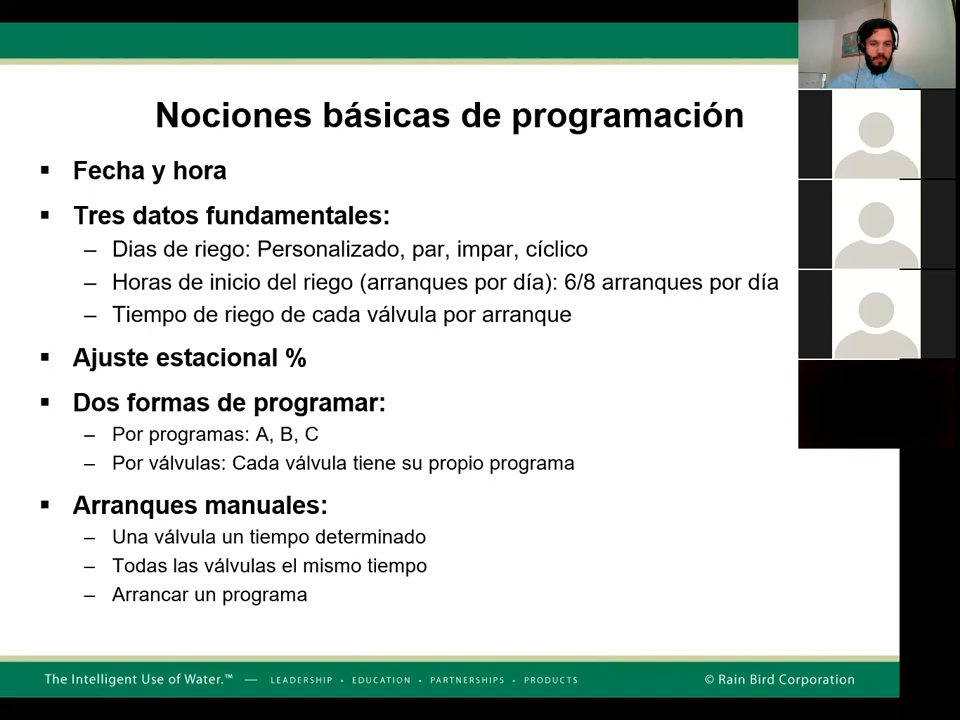 Nociones básicas de programación
▪ Fecha y hora
▪ Tres datos fundamentales:
– Dias de riego: Personalizado, par, impar, cíclico
– Horas de inicio del riego (arranques por día): 6/8 arranques por día
– Tiempo de riego de cada válvula por arranque
▪ Ajuste estacional %
▪ Dos formas de programar:
– Por programas: A, B, C
– Por válvulas: Cada válvula tiene su propio programa
▪ Arranques manuales:
– Una válvula un tiempo determinado
– Todas las válvulas el mismo tiempo
– Arrancar un programa
The Intelligent Use of Water.™ — LEADERSHIP • EDUCATION • PARTNERSHIPS • PRODUCTS © Rain Bird Corporation